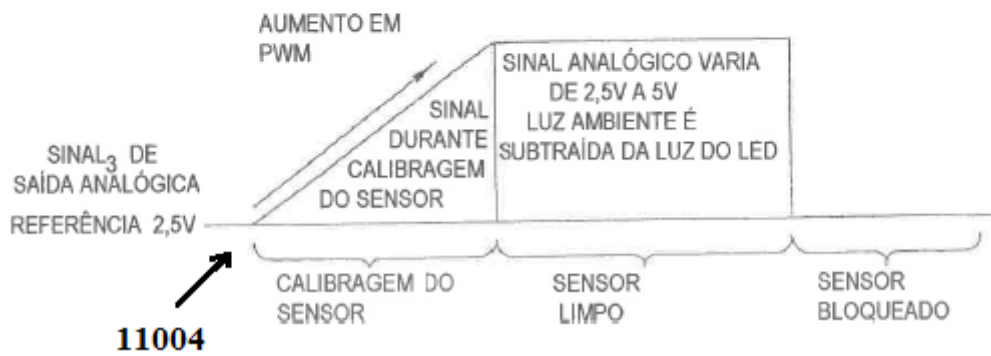 AUMENTO EM
PWM
SINAL
DURANTE
CALIBRAGEM
DO SENSOR
SINAL ANALÓGICO VARIA
DE 2,5V A 5V
LUZ AMBIENTE É
SUBTRAÍDA DA LUZ DO LED
SINAL3 DE
SAÍDA ANALÓGICA
REFERÊNCIA 2,5V
CALIBRAGEM DO
SENSOR
SENSOR
LIMPO
SENSOR
BLOQUEADO
11004